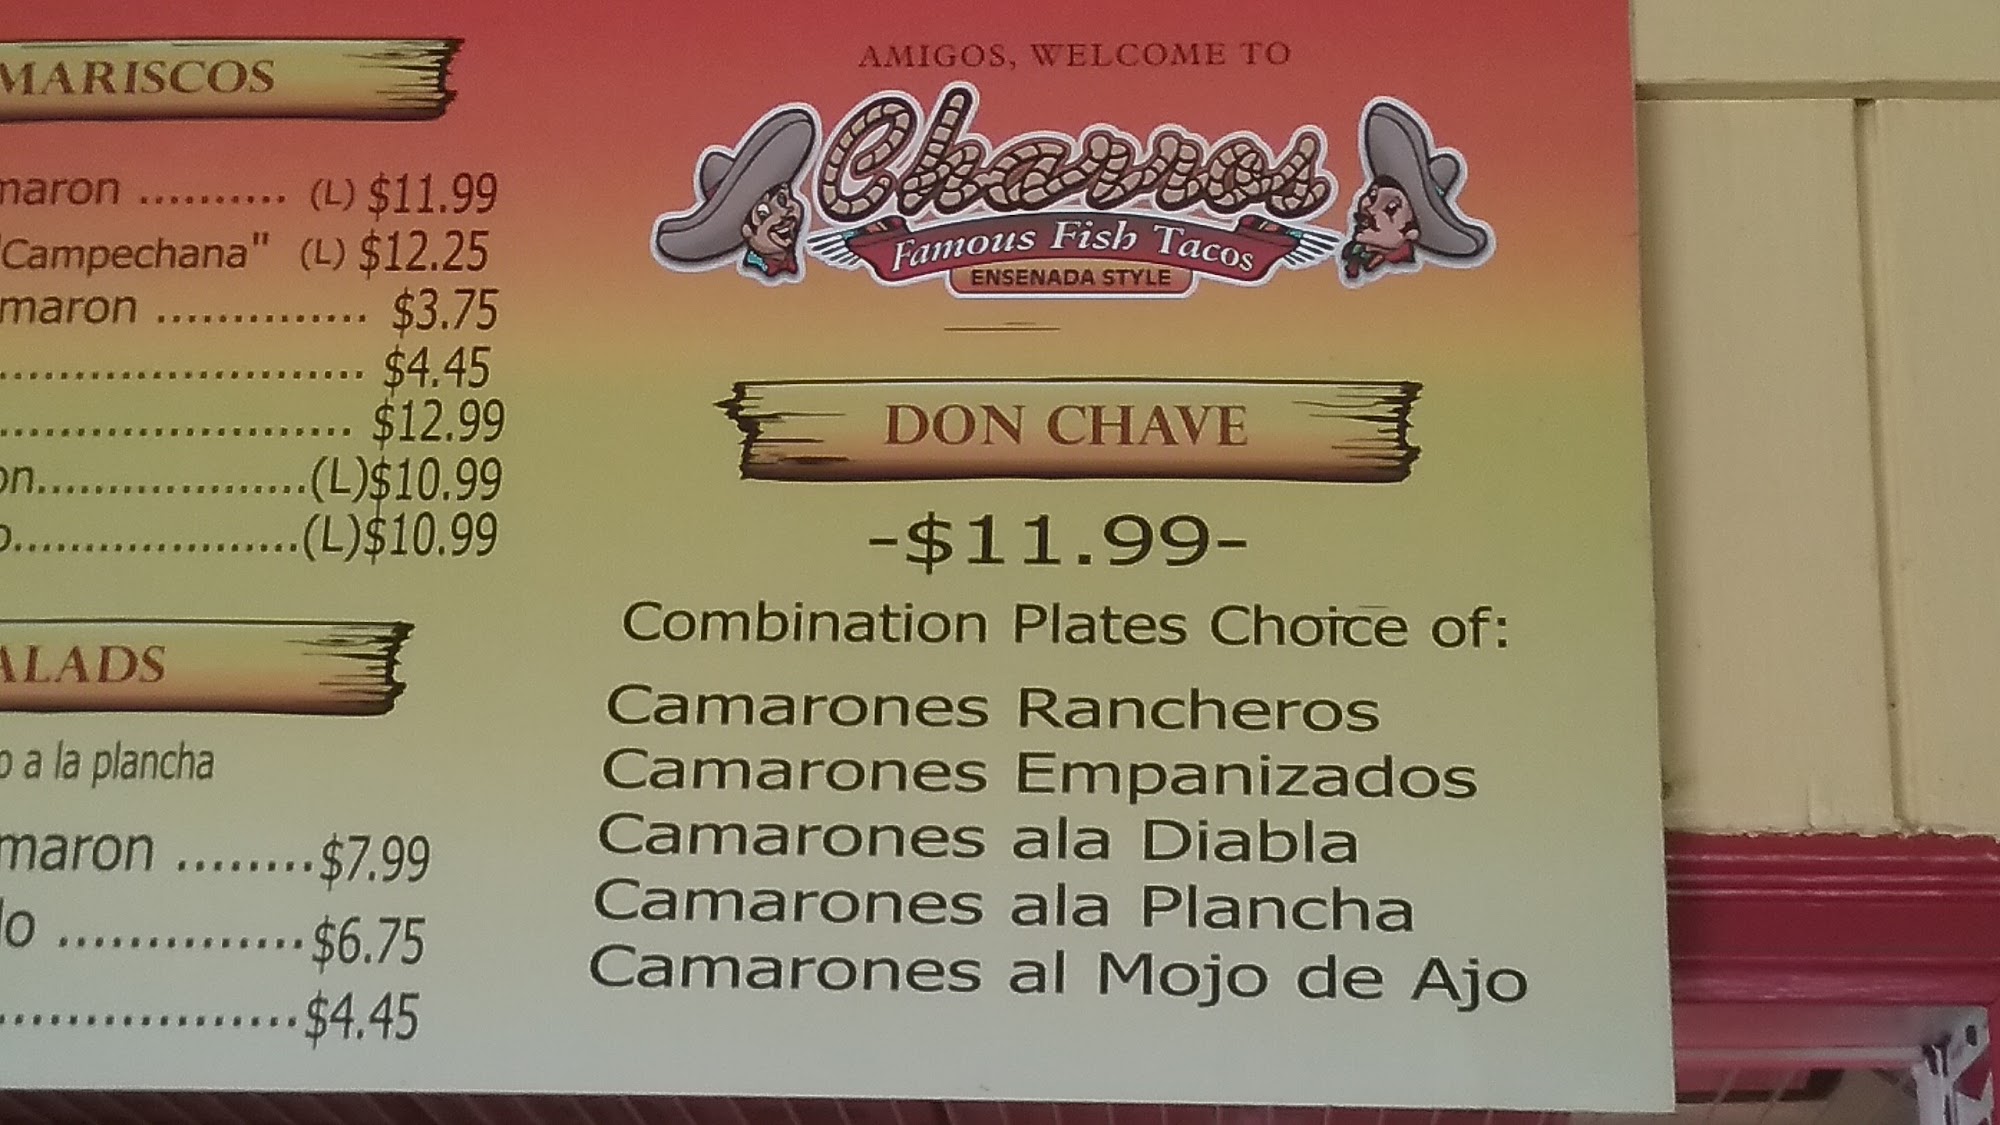 MARISCOS
maron .......... (L) $11.99
"Campechana" (L) $12.25
maron .............. $3.75
........................ $4.45
....................... $12.99
on...................(L)$10.99
o....................(L)$10.99
ALADS
o a la plancha
maron ........$7.99
lo ..............$6.75
.................$4.45
AMIGOS, WELCOME TO
Charros
Famous Fish Tacos
ENSENADA STYLE
DON CHAVE
-$11.99-
Combination Plates Choice of:
Camarones Rancheros
Camarones Empanizados
Camarones ala Diabla
Camarones ala Plancha
Camarones al Mojo de Ajo